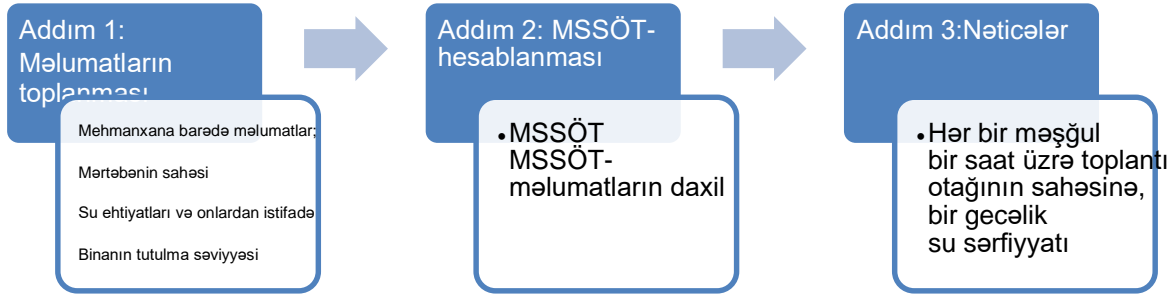 Addım 1:
Məlumatların
toplanması
Mehmanxana barədə məlumatlar;
Mərtəbənin sahəsi
Su ehtiyatları və onlardan istifadə
Binanın tutulma səviyyəsi
Addım 2: MSSÖT-
hesablanması
•MSSÖT
MSSÖT-
məlumatların daxil
Addım 3:Nəticələr
•Hər bir məşğul
bir saat üzrə toplantı
otağının sahəsinə,
bir gecəlik
su sərfiyyatı